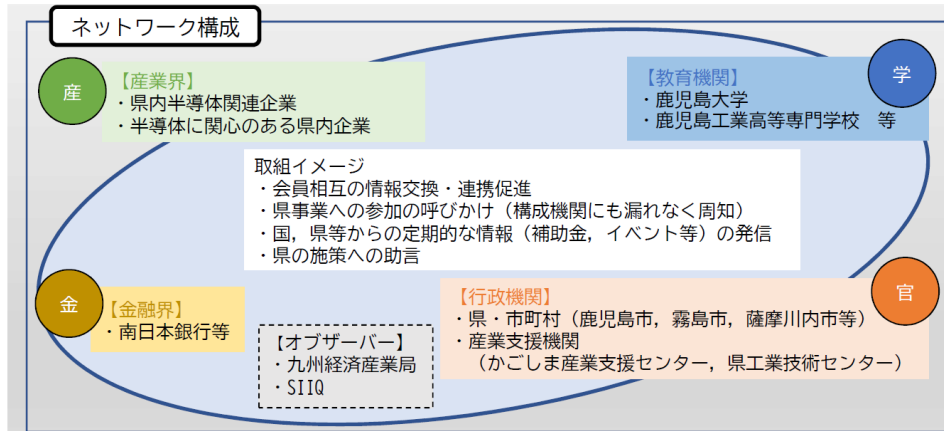 ネットワーク構成
産
【産業界】
・県内半導体関連企業
・半導体に関心のある県内企業
【教育機関】
・鹿児島大学
・鹿児島工業高等専門学校　等
学
取組イメージ
・会員相互の情報交換・連携促進
・県事業への参加の呼びかけ（構成機関にも漏れなく周知）
・国，県等からの定期的な情報（補助金，イベント等）の発信
・県の施策への助言
金
【金融界】
・南日本銀行等
【オブザーバー】
・九州経済産業局
・SIIQ
【行政機関】
・県・市町村（鹿児島市，霧島市，薩摩川内市等）
・産業支援機関
（かごしま産業支援センター，県工業技術センター）
官